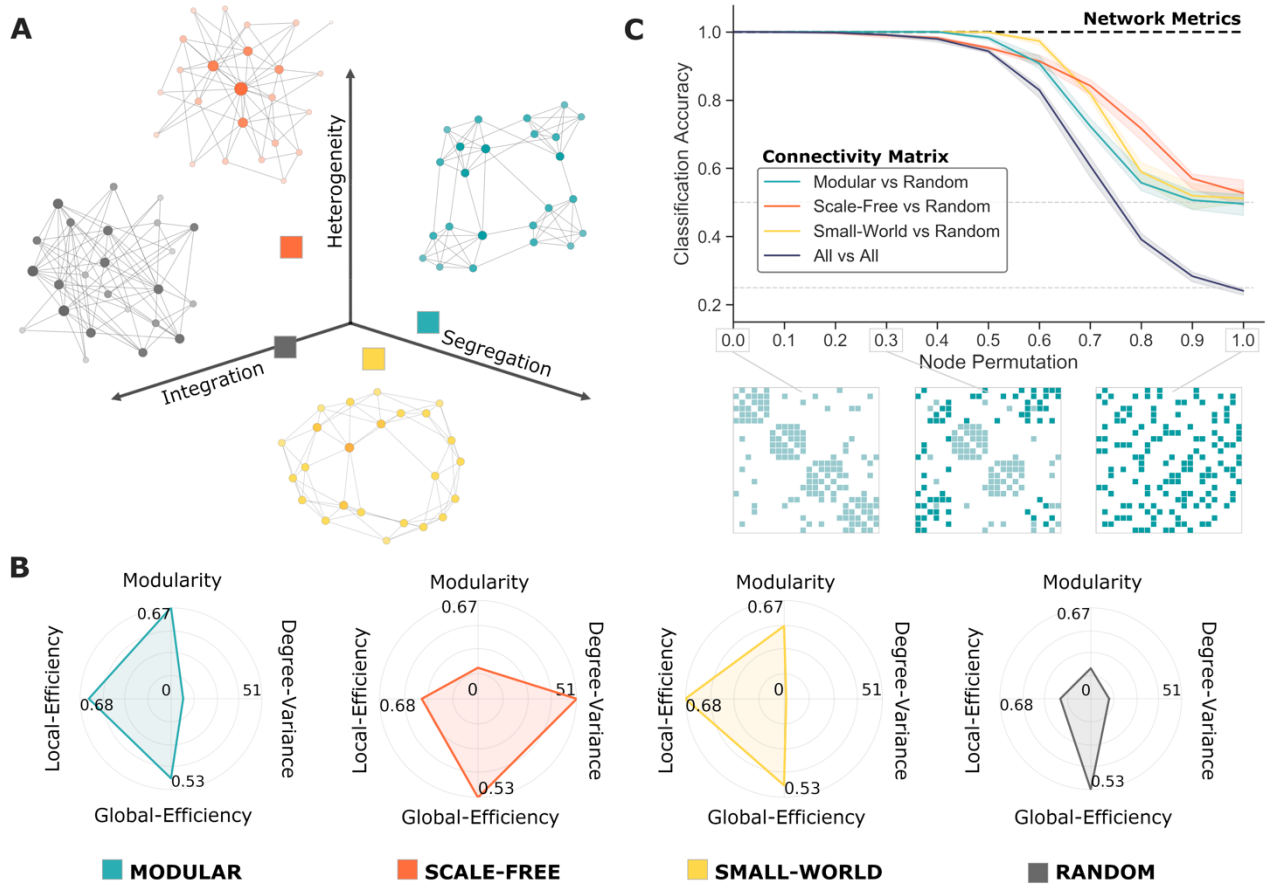 A
Heterogeneity
Integration
Segregation
C
Network Metrics
Classification Accuracy
1.0
0.8
0.6
0.4
0.2
Connectivity Matrix
Modular vs Random
Scale-Free vs Random
Small-World vs Random
All vs All
0.0 0.1 0.2 0.3 0.4 0.5 0.6 0.7 0.8 0.9 1.0
Node Permutation
B
Modularity
0.67
Local-Efficiency
0.68
0
51
Degree-Variance
0.53
Global-Efficiency
Modularity
0.67
Local-Efficiency
0.68
0
51
Degree-Variance
0.53
Global-Efficiency
Modularity
0.67
Local-Efficiency
0.68
0
51
Degree-Variance
0.53
Global-Efficiency
Modularity
0.67
Local-Efficiency
0.68
0
51
Degree-Variance
0.53
Global-Efficiency
MODULAR
SCALE-FREE
SMALL-WORLD
RANDOM